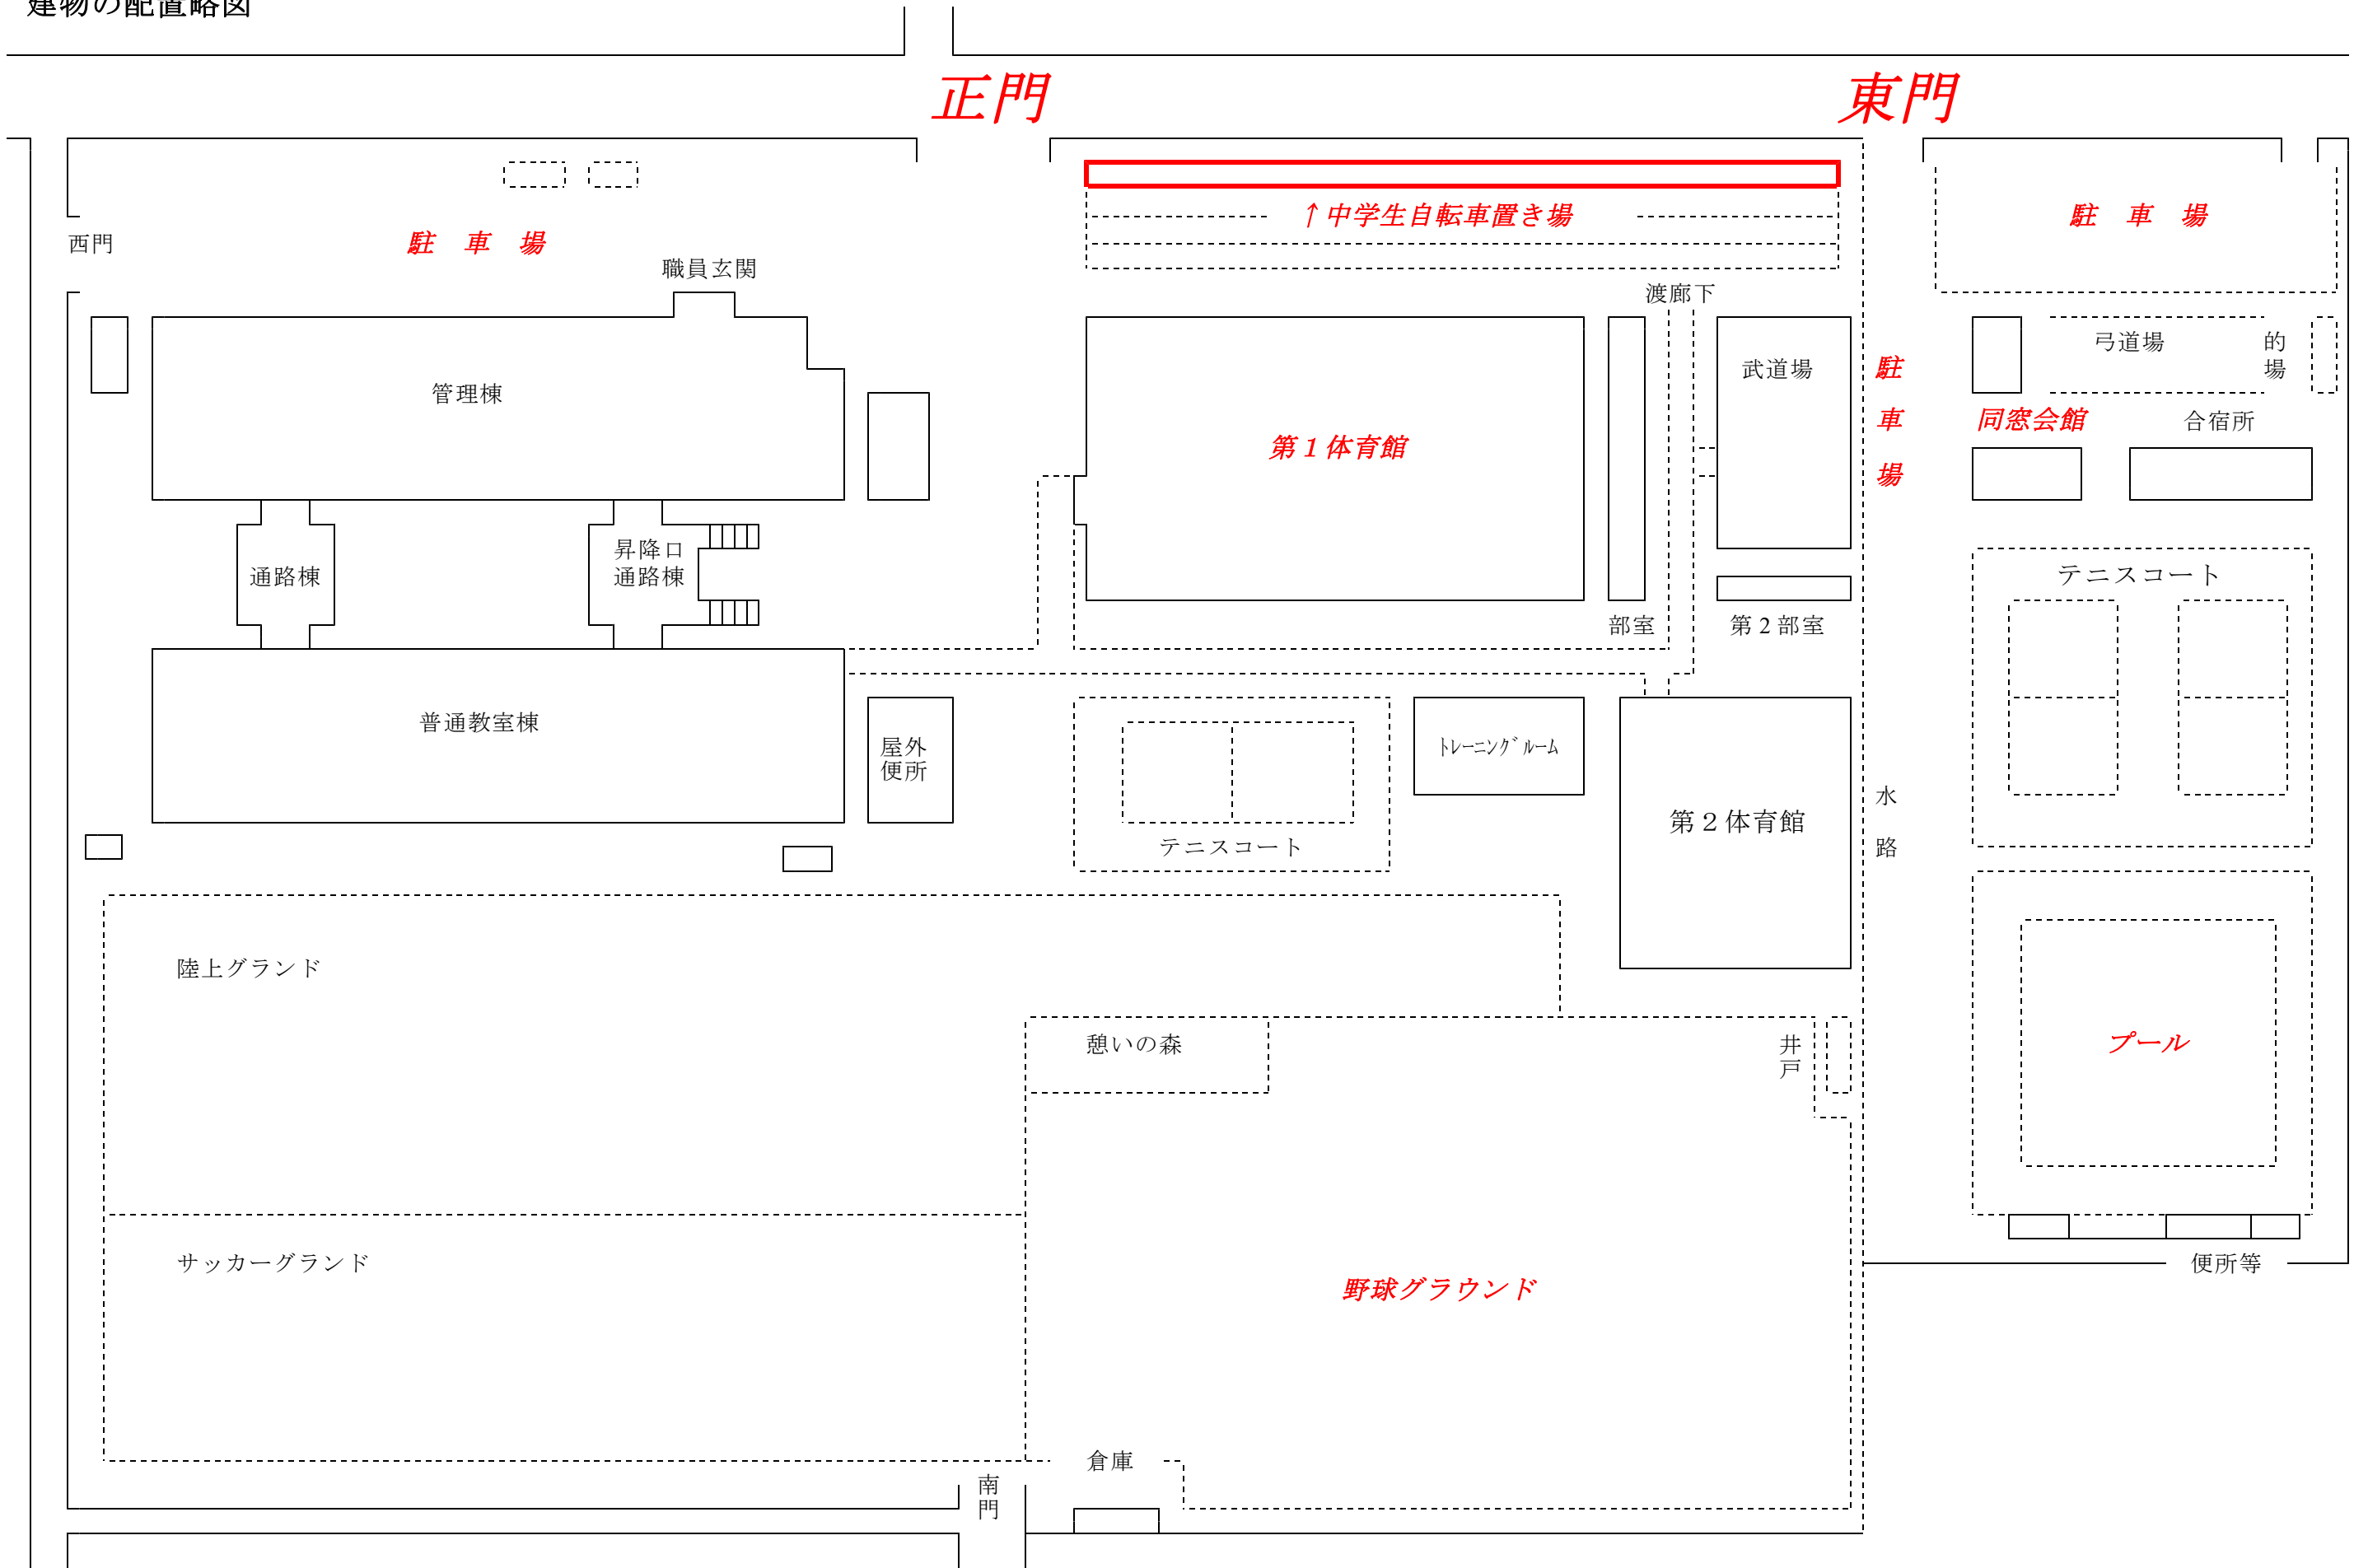 建物の配置略図
正門
東門
西門
駐 車 場
職員玄関
↑中学生自転車置き場
駐 車 場
渡廊下
管理棟
第１体育館
武道場
駐
車
場
弓道場
的
場
同窓会館
合宿所
通路棟
昇降口
通路棟
部室
第２部室
テニスコート
普通教室棟
屋外
便所
ﾄﾚｰﾆﾝｸﾞﾙｰﾑ
テニスコート
第２体育館
水
路
陸上グランド
憩いの森
井
戸
プール
サッカーグランド
野球グラウンド
便所等
倉庫
南
門